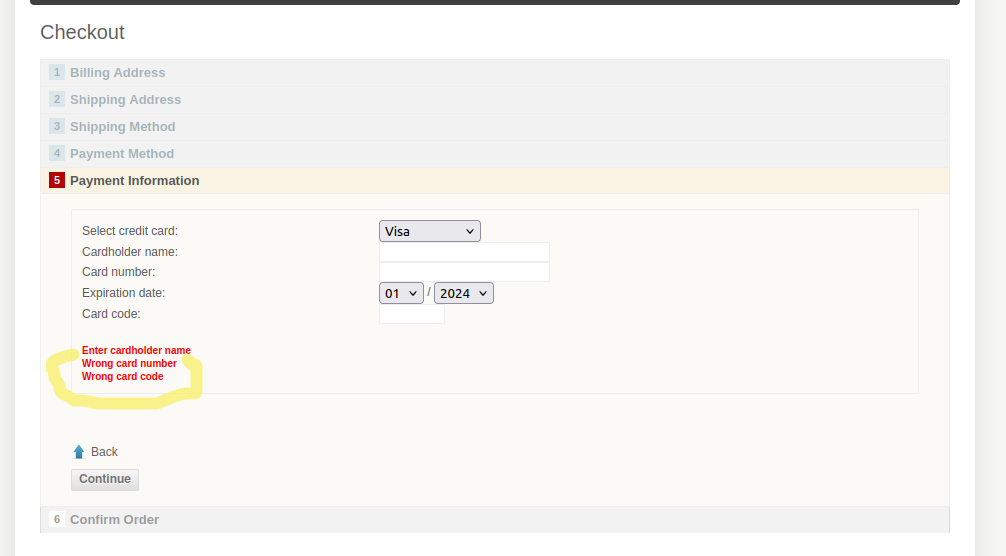 Checkout
1 Billing Address
2 Shipping Address
3 Shipping Method
4 Payment Method
5 Payment Information
Select credit card: Visa
Cardholder name:
Card number:
Expiration date: 01 / 2024
Card code:
Enter cardholder name
Wrong card number
Wrong card code
Back
Continue
6 Confirm Order